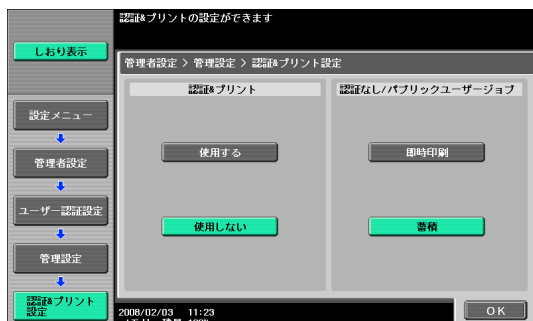 認証&プリントの設定ができます
しおり表示
管理者設定 > 管理設定 > 認証&プリント設定
認証&プリント
認証なし/パブリックユーザージョブ
設定メニュー
管理者設定
ユーザー認証設定
管理設定
認証&プリント
設定
使用する
即時印刷
使用しない
蓄積
2008/02/03 11:23
OK